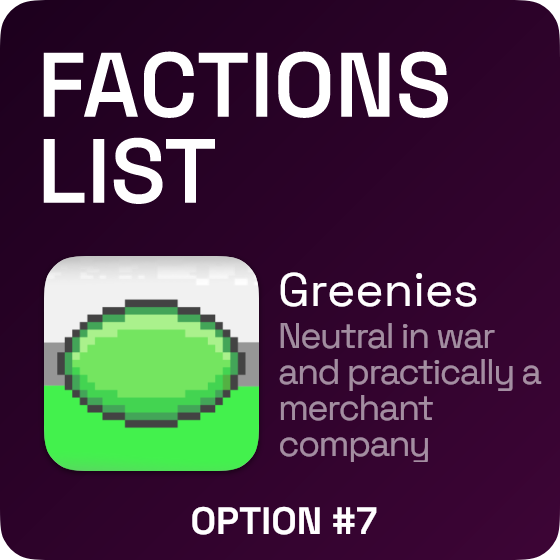 FACTIONS
LIST
Greenies
Neutral in war
and practically a
merchant
company
OPTION #7